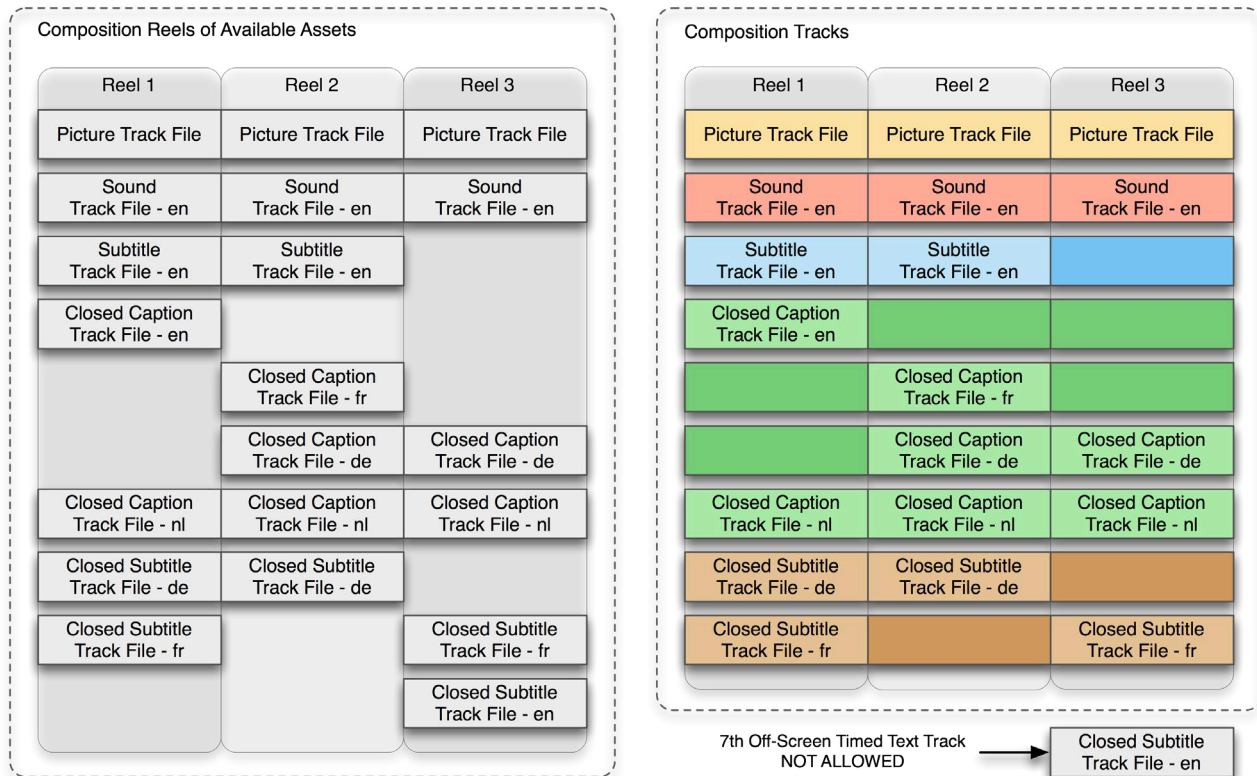 Composition Reels of Available Assets
Reel 1
Reel 2
Reel 3
Picture Track File
Picture Track File
Picture Track File
Sound
Track File - en
Sound
Track File - en
Sound
Track File - en
Subtitle
Track File - en
Subtitle
Track File - en
Closed Caption
Track File - en
Closed Caption
Track File - fr
Closed Caption
Track File - de
Closed Caption
Track File - de
Closed Caption
Track File - nl
Closed Caption
Track File - nl
Closed Caption
Track File - nl
Closed Subtitle
Track File - de
Closed Subtitle
Track File - de
Closed Subtitle
Track File - fr
Closed Subtitle
Track File - fr
Closed Subtitle
Track File - en
Composition Tracks
Reel 1
Reel 2
Reel 3
Picture Track File
Picture Track File
Picture Track File
Sound
Track File - en
Sound
Track File - en
Sound
Track File - en
Subtitle
Track File - en
Subtitle
Track File - en
Closed Caption
Track File - en
Closed Caption
Track File - fr
Closed Caption
Track File - de
Closed Caption
Track File - de
Closed Caption
Track File - nl
Closed Caption
Track File - nl
Closed Caption
Track File - nl
Closed Subtitle
Track File - de
Closed Subtitle
Track File - de
Closed Subtitle
Track File - fr
Closed Subtitle
Track File - fr
7th Off-Screen Timed Text Track
NOT ALLOWED
Closed Subtitle
Track File - en